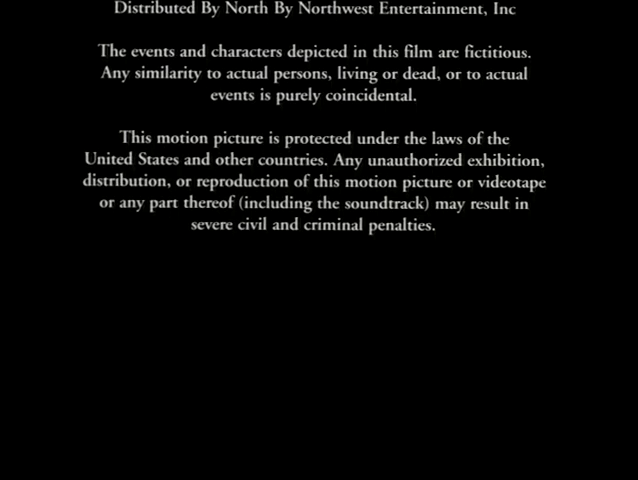 Distributed By North By Northwest Entertainment, Inc
The events and characters depicted in this film are fictitious.
Any similarity to actual persons, living or dead, or to actual
events is purely coincidental.
This motion picture is protected under the laws of the
United States and other countries. Any unauthorized exhibition,
distribution, or reproduction of this motion picture or videotape
or any part thereof (including the soundtrack) may result in
severe civil and criminal penalties.